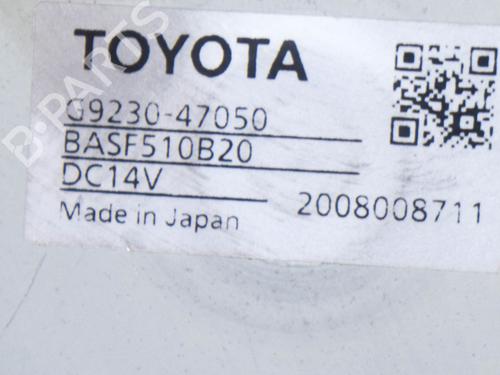 TOYOTA
G9230-47050
BASF510B20
DC14V
Made in Japan
2008008711
B-PARTS